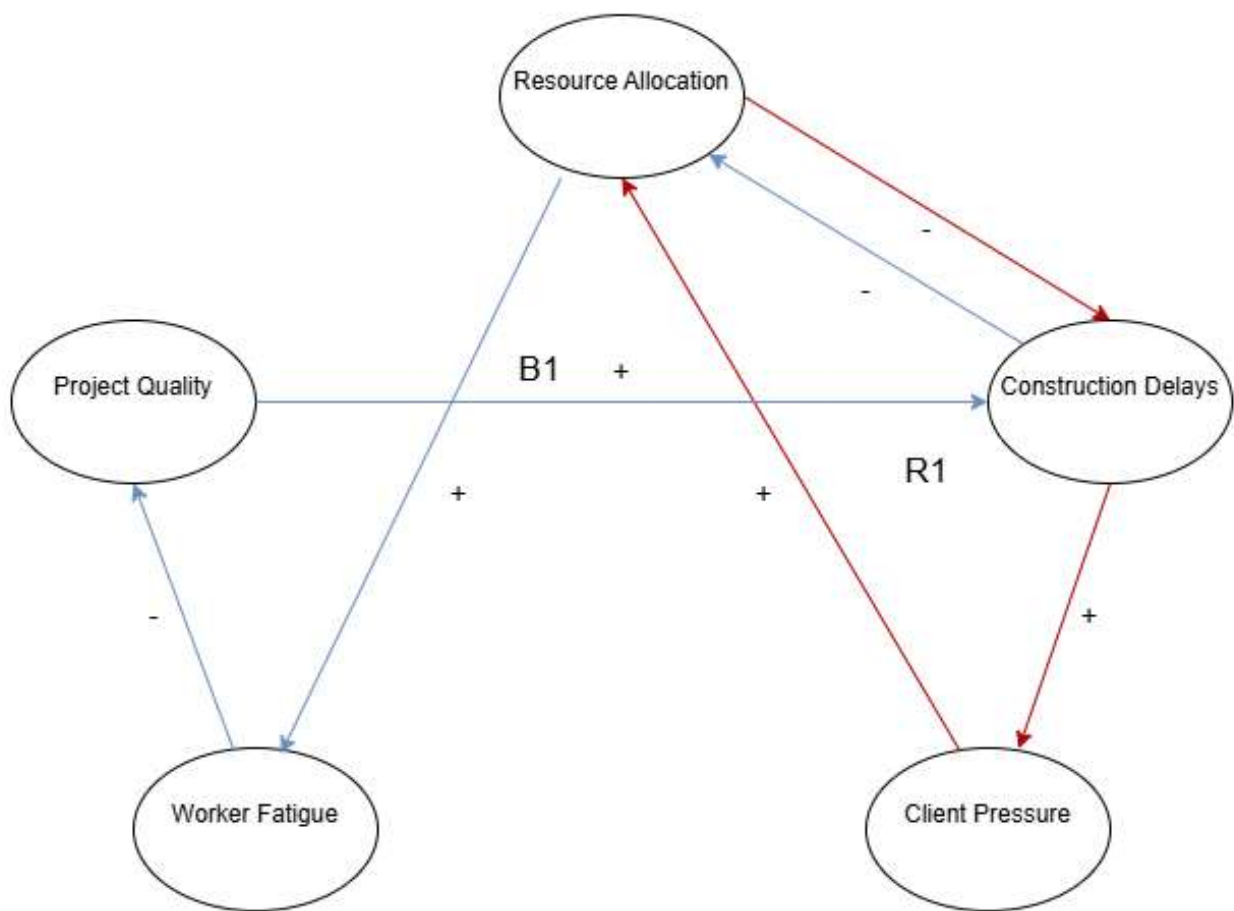 Resource Allocation
-
-
Project Quality
B1
+
Construction Delays
+
+
R1
-
+
Worker Fatigue
Client Pressure